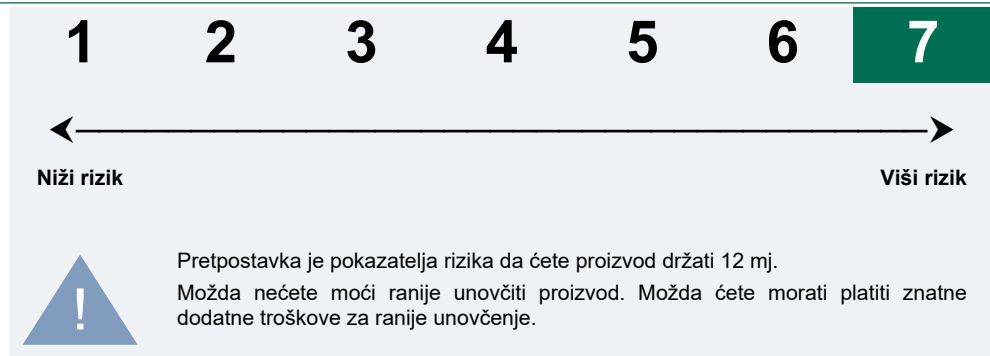 1 2 3 4 5 6 7
Niži rizik Viši rizik
! Pretpostavka je pokazatelja rizika da ćete proizvod držati 12 mj.
Možda nećete moći ranije unovčiti proizvod. Možda ćete morati platiti znatne
dodatne troškove za ranije unovčenje.